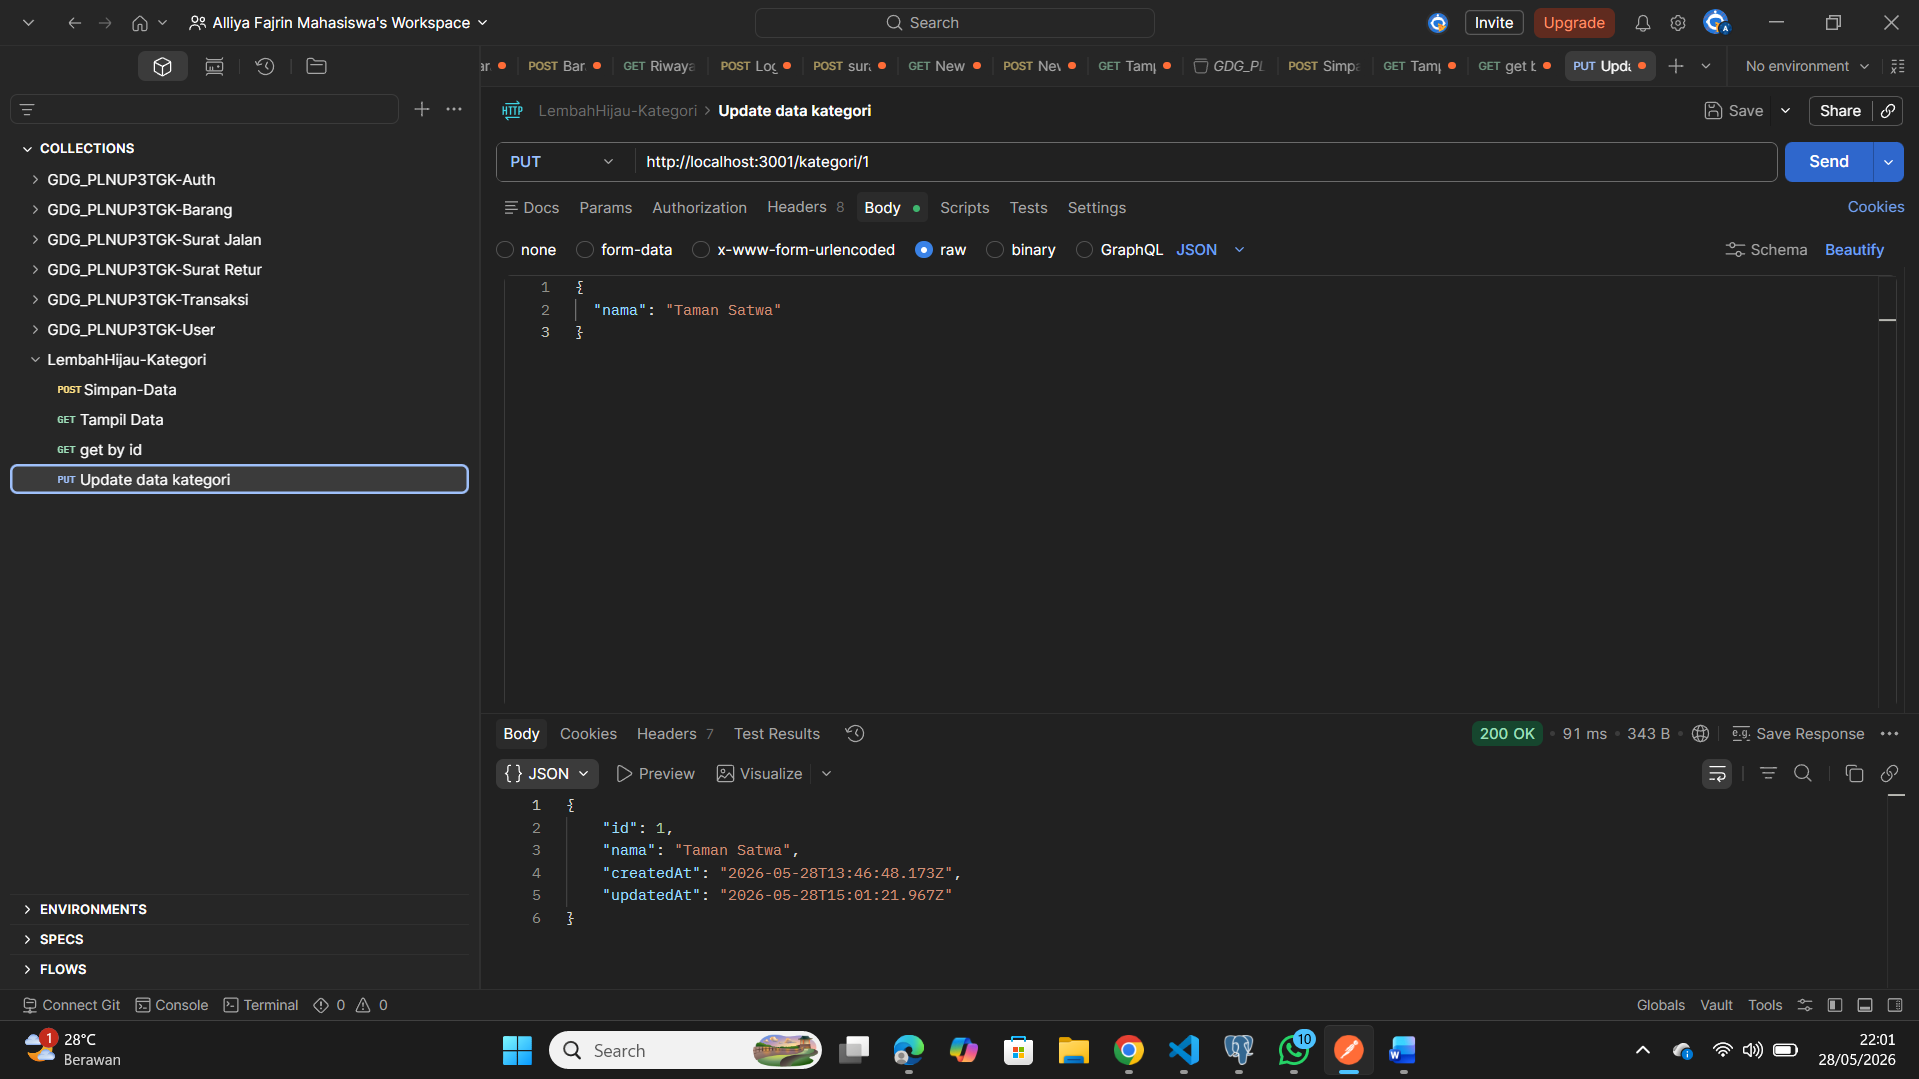 Alliya Fajrin Mahasiswa's Workspace
Search
Invite
Upgrade
POST Bar
GET Riwaya
POST Log
POST sura
GET New
POST Nev
GET Tam
GDG_PL
POST Simpa
GET Tam
GET get b
PUT Upda
No environment
COLLECTIONS
GDG_PLNUP3TGK-Auth
GDG_PLNUP3TGK-Barang
GDG_PLNUP3TGK-Surat Jalan
GDG_PLNUP3TGK-Surat Retur
GDG_PLNUP3TGK-Transaksi
GDG_PLNUP3TGK-User
LembahHijau-Kategori
POST Simpan-Data
GET Tampil Data
GET get by id
PUT Update data kategori
ENVIRONMENTS
SPECS
FLOWS
HTTP LembahHijau-Kategori > Update data kategori
Save
Share
PUT
http://localhost:3001/kategori/1
Send
Docs Params Authorization Headers 8 Body Scripts Tests Settings
Cookies
none form-data x-www-form-urlencoded raw binary GraphQL JSON
Schema
Beautify
1 {
2 "nama": "Taman Satwa"
3 }
Body Cookies Headers 7 Test Results
200 OK • 91 ms • 343 B •
e.g. Save Response
{} JSON
Preview
Visualize
1 {
2 "id": 1,
3 "nama": "Taman Satwa",
4 "createdAt": "2026-05-28T13:46:48.173Z",
5 "updatedAt": "2026-05-28T15:01:21.967Z"
6 }
Connect Git Console Terminal 0 0
Globals Vault Tools
1
28°C
Berawan
Search
10
22:01
28/05/2026